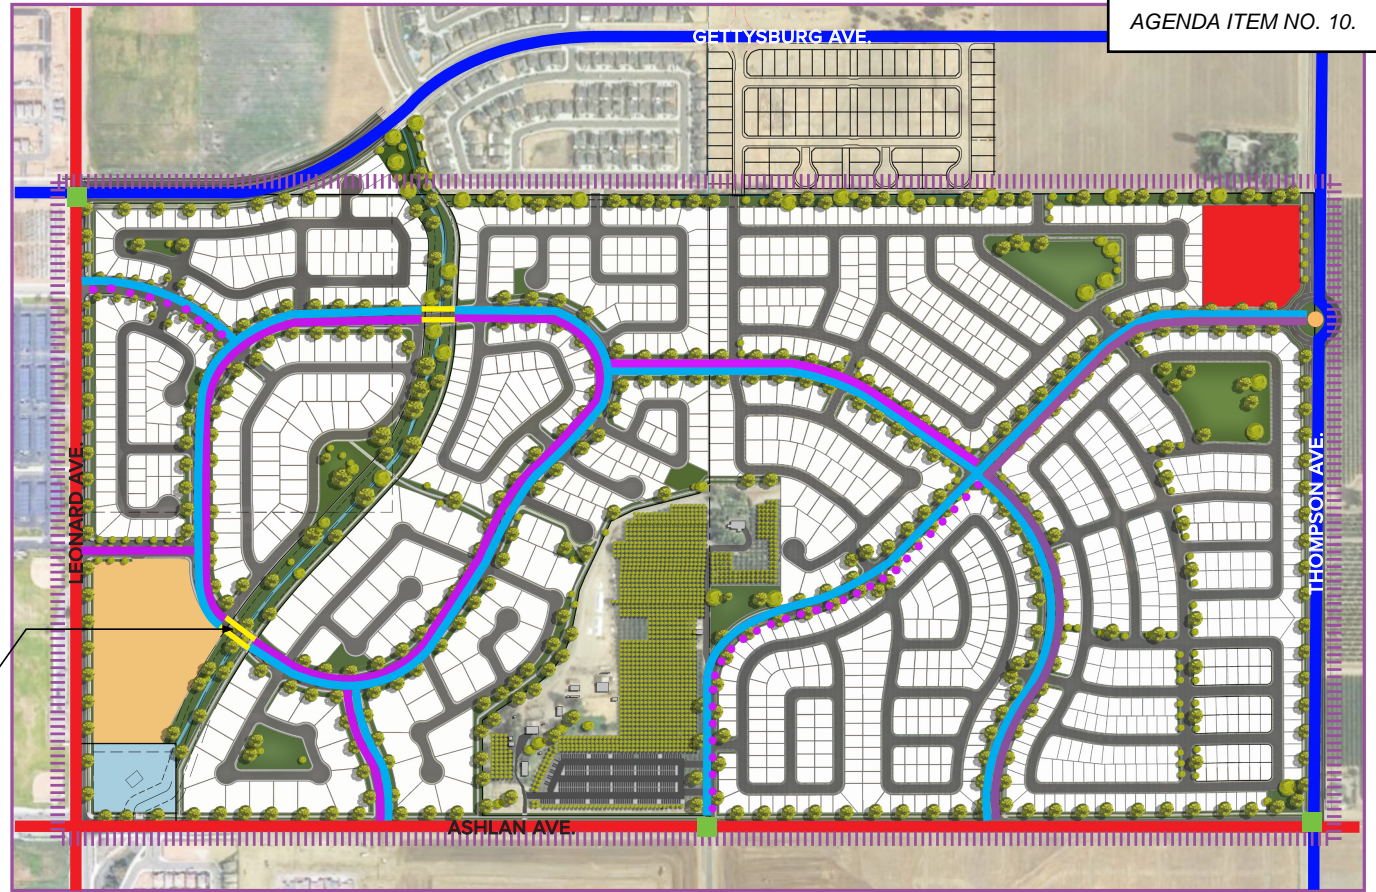 AGENDA ITEM NO. 10.
GETTYSBURG AVE.
LEONARD AVE.
THOMPSON AVE.
ASHLAN AVE.